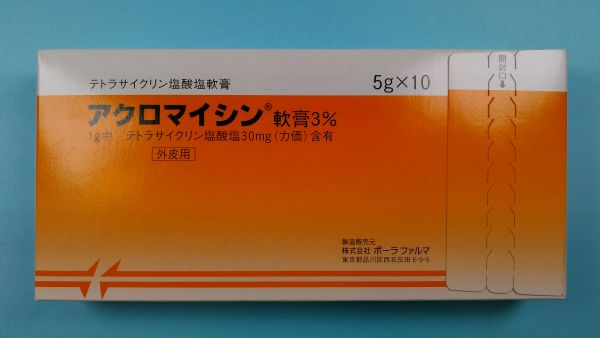 テトラサイクリン塩酸塩軟膏
5g×10
開封口
アクロマイシン® 軟膏3%
1g中 テトラサイクリン塩酸塩30mg(力価)含有
外皮用
製造販売元
株式会社 ポーラファルマ
東京都品川区西五反田 8-9-5